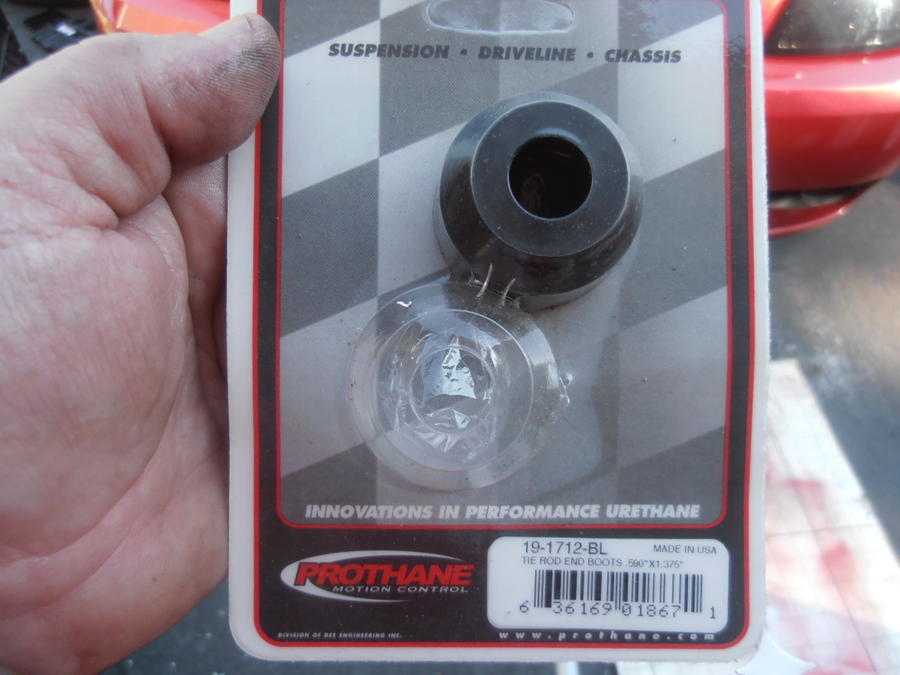 SUSPENSION • DRIVELINE • CHASSIS
INNOVATIONS IN PERFORMANCE URETHANE
PROTHANE
MOTION CONTROL
DIVISION OF DEE ENGINEERING INC.
19-1712-BL MADE IN USA
TIE ROD END BOOTS .590"X1.375"
6 36169 01867 1
www.prothane.com